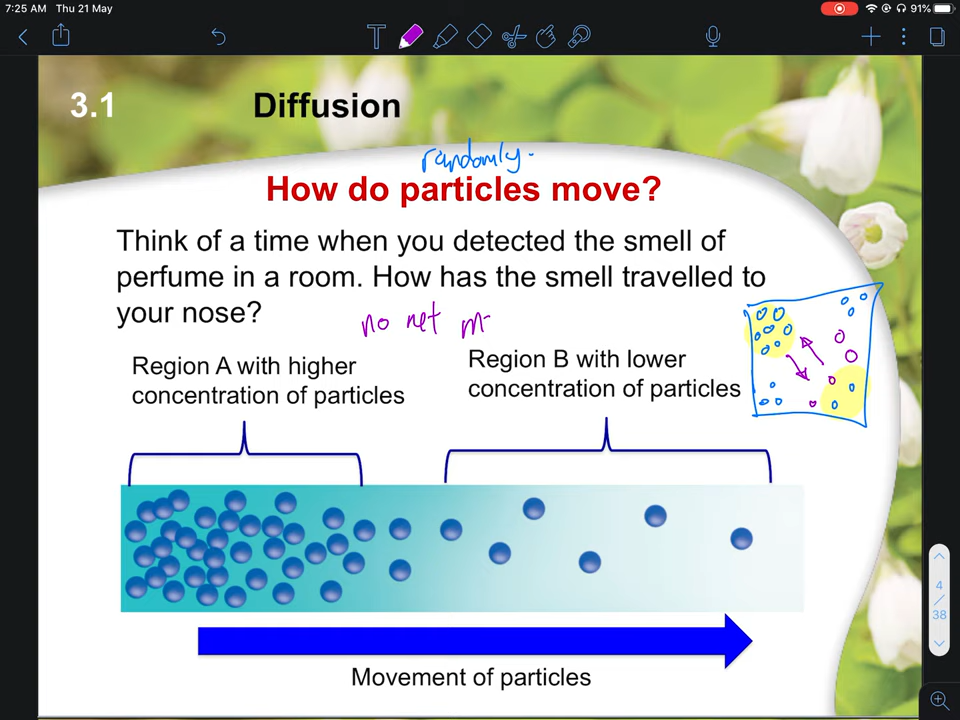 7:25 AM Thu 21 May
91%
3.1 Diffusion
randomly.
How do particles move?
Think of a time when you detected the smell of
perfume in a room. How has the smell travelled to
your nose?
no net m
Region A with higher
concentration of particles
Region B with lower
concentration of particles
Movement of particles
4
/
38